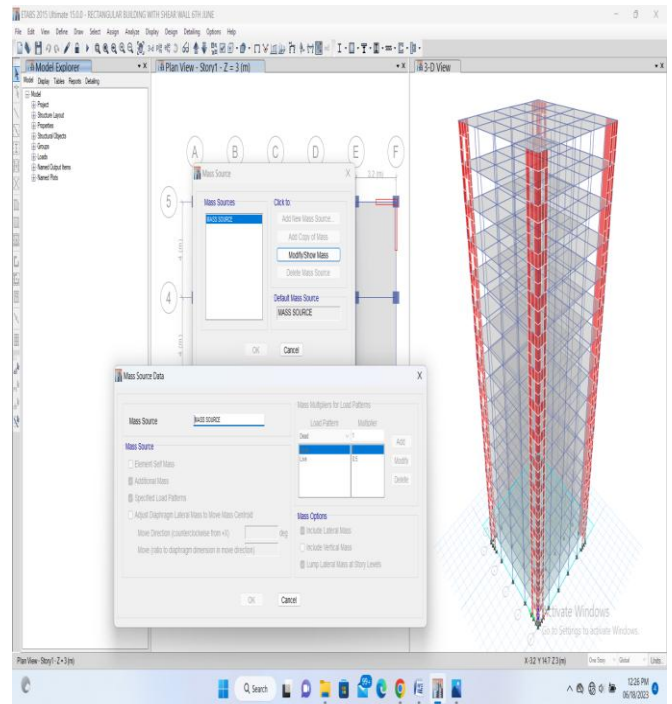 ETABS 2015 Ultimate 15.0.0 - RECTANGULAR BUILDING WITH SHEAR WALL 6TH JUNE
File Edit View Define Draw Select Assign Analyze Display Design Detailing Options Help
Model Explorer
Model Display Tables Reports Detailing
Model
Project
Structure Layout
Properties
Structural Objects
Groups
Loads
Named Output Items
Named Plots
Plan View - Story1 - Z = 3 (m)
A B C D E F
5
4
3.2 (m)
4 (m)
3-D View
Mass Source
Mass Sources
MASS SOURCE
Click to:
Add New Mass Source...
Add Copy of Mass
Modify/Show Mass
Delete Mass Source
Default Mass Source
MASS SOURCE
OK Cancel
Mass Source Data
Mass Source MASS SOURCE
Mass Source
Element Self Mass
Additional Mass
Specified Load Patterns
Adjust Diaphragm Lateral Mass to Move Mass Centroid
Move Direction (counterclockwise from +X) deg
Move (ratio to diaphragm dimension in move direction)
Mass Multipliers for Load Patterns
Load Pattern Multiplier
Dead
Live
Add
Modify
Delete
Mass Options
Include Lateral Mass
Include Vertical Mass
Lump Lateral Mass at Story Levels
OK Cancel
Activate Windows
Go to Settings to activate Windows.
Plan View - Story1 - Z = 3 (m)
One Story Global Units
Search
99+
12:26 PM
06/18/2023